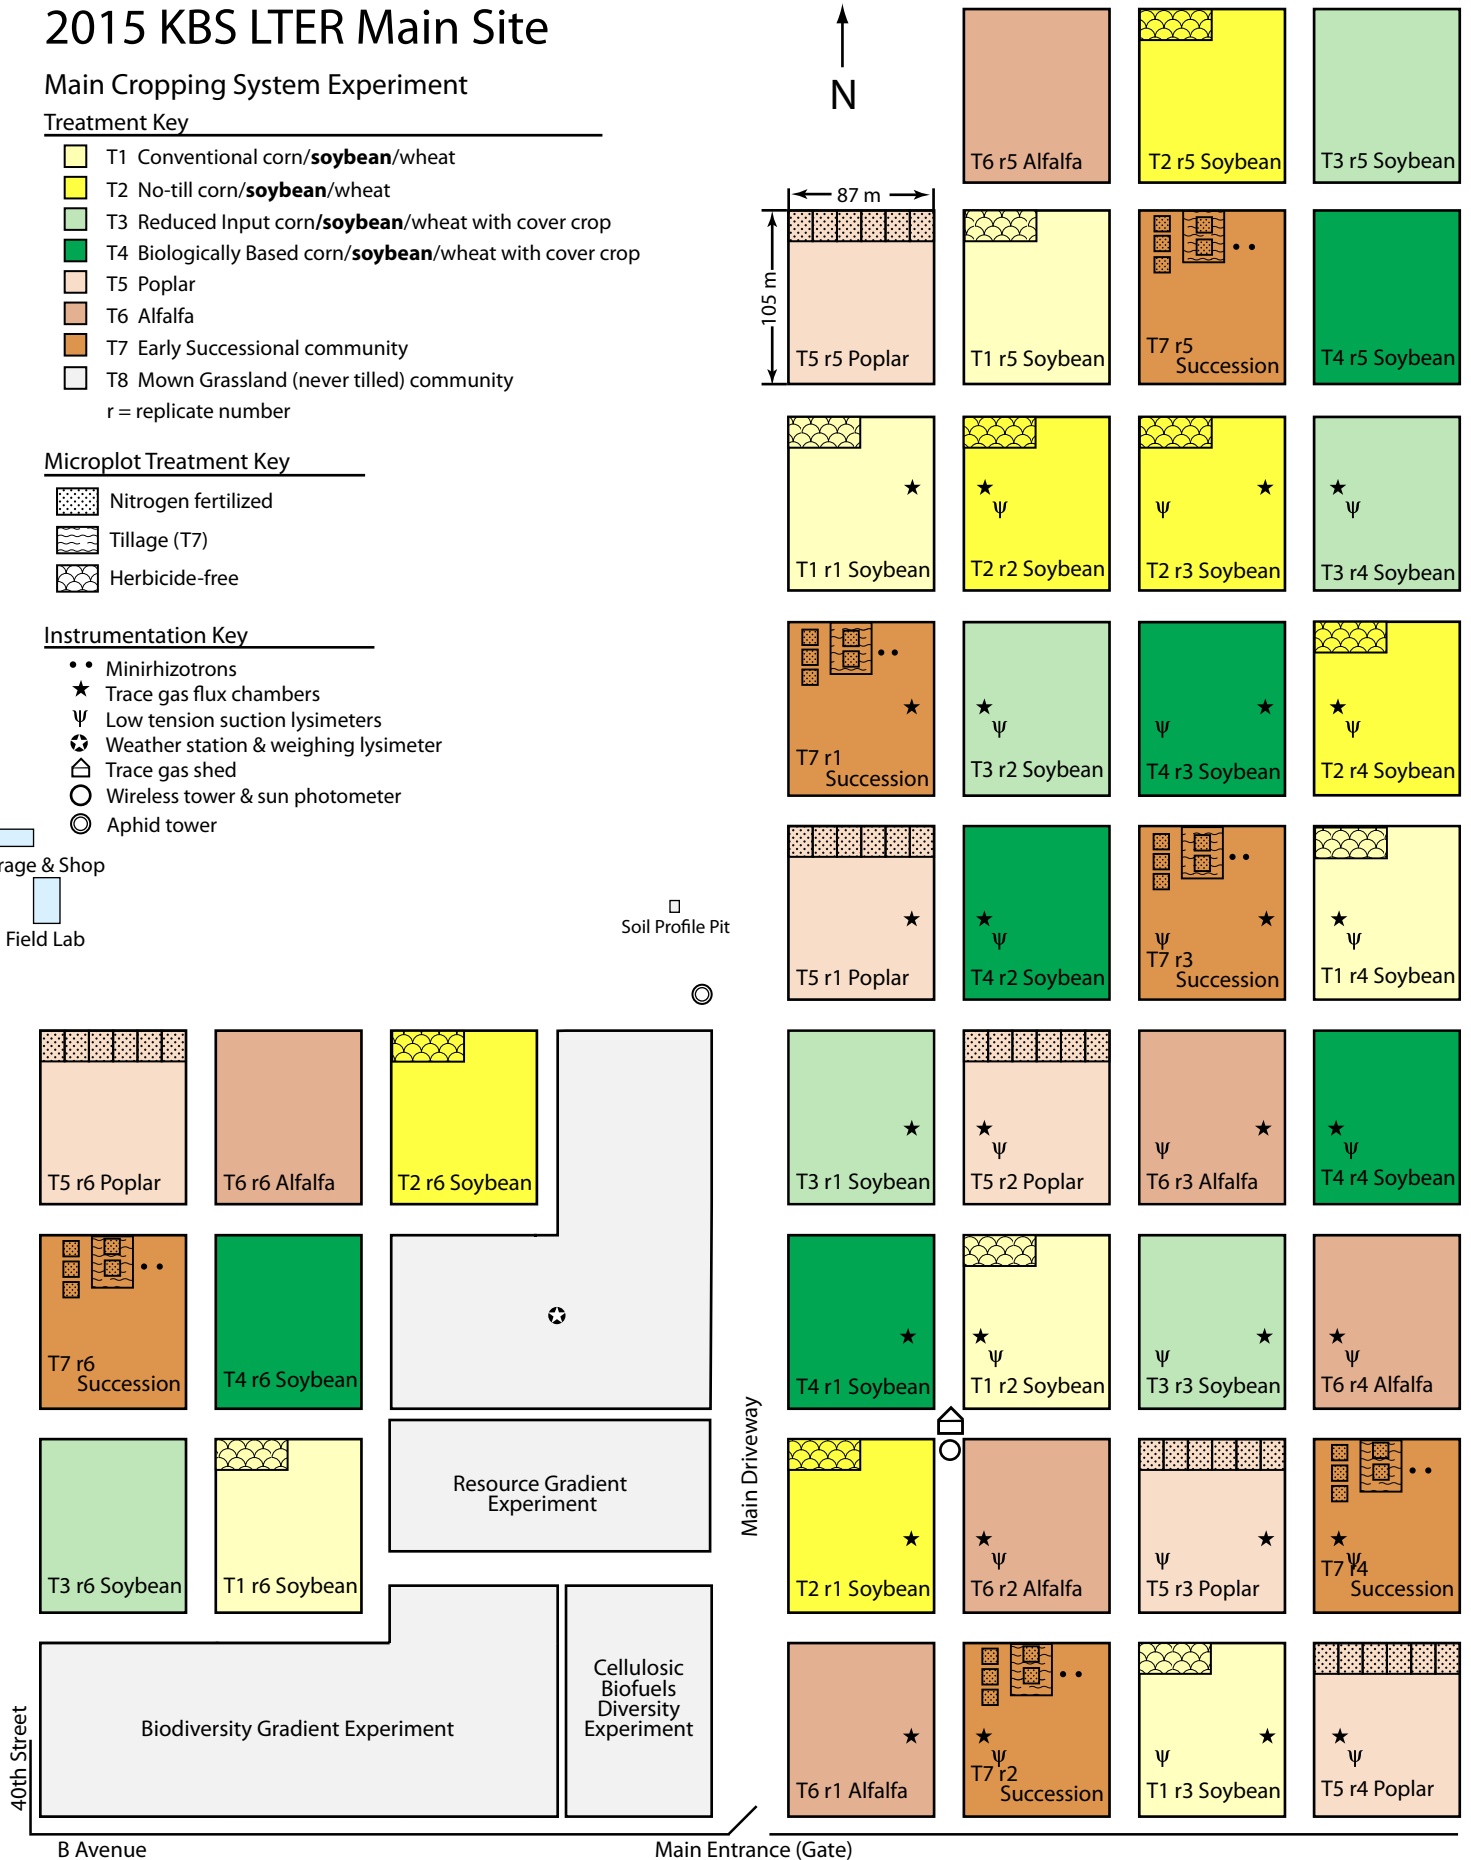 2015 KBS LTER Main Site
Main Cropping System Experiment
Treatment Key
T1 Conventional corn/soybean/wheat
T2 No-till corn/soybean/wheat
T3 Reduced Input corn/soybean/wheat with cover crop
T4 Biologically Based corn/soybean/wheat with cover crop
T5 Poplar
T6 Alfalfa
T7 Early Successional community
T8 Mown Grassland (never tilled) community
r = replicate number
Microplot Treatment Key
Nitrogen fertilized
Tillage (T7)
Herbicide-free
Instrumentation Key
Minirhizotrons
Trace gas flux chambers
Low tension suction lysimeters
Weather station & weighing lysimeter
Trace gas shed
Wireless tower & sun photometer
Aphid tower
rage & Shop
Field Lab
Soil Profile Pit
N
T6 r5 Alfalfa
T2 r5 Soybean
T3 r5 Soybean
87 m
105 m
T5 r5 Poplar
T1 r5 Soybean
T7 r5
Succession
T4 r5 Soybean
T1 r1 Soybean
T2 r2 Soybean
T2 r3 Soybean
T3 r4 Soybean
T7 r1
Succession
T3 r2 Soybean
T4 r3 Soybean
T2 r4 Soybean
T5 r1 Poplar
T4 r2 Soybean
T7 r3
Succession
T1 r4 Soybean
T5 r6 Poplar
T6 r6 Alfalfa
T2 r6 Soybean
T3 r1 Soybean
T5 r2 Poplar
T6 r3 Alfalfa
T4 r4 Soybean
T7 r6
Succession
T4 r6 Soybean
T4 r1 Soybean
T1 r2 Soybean
T3 r3 Soybean
T6 r4 Alfalfa
T3 r6 Soybean
T1 r6 Soybean
Resource Gradient
Experiment
Main Driveway
T2 r1 Soybean
T6 r2 Alfalfa
T5 r3 Poplar
T7 r4
Succession
Biodiversity Gradient Experiment
Cellulosic
Biofuels
Diversity
Experiment
T6 r1 Alfalfa
T7 r2
Succession
T1 r3 Soybean
T5 r4 Poplar
40th Street
B Avenue
Main Entrance (Gate)